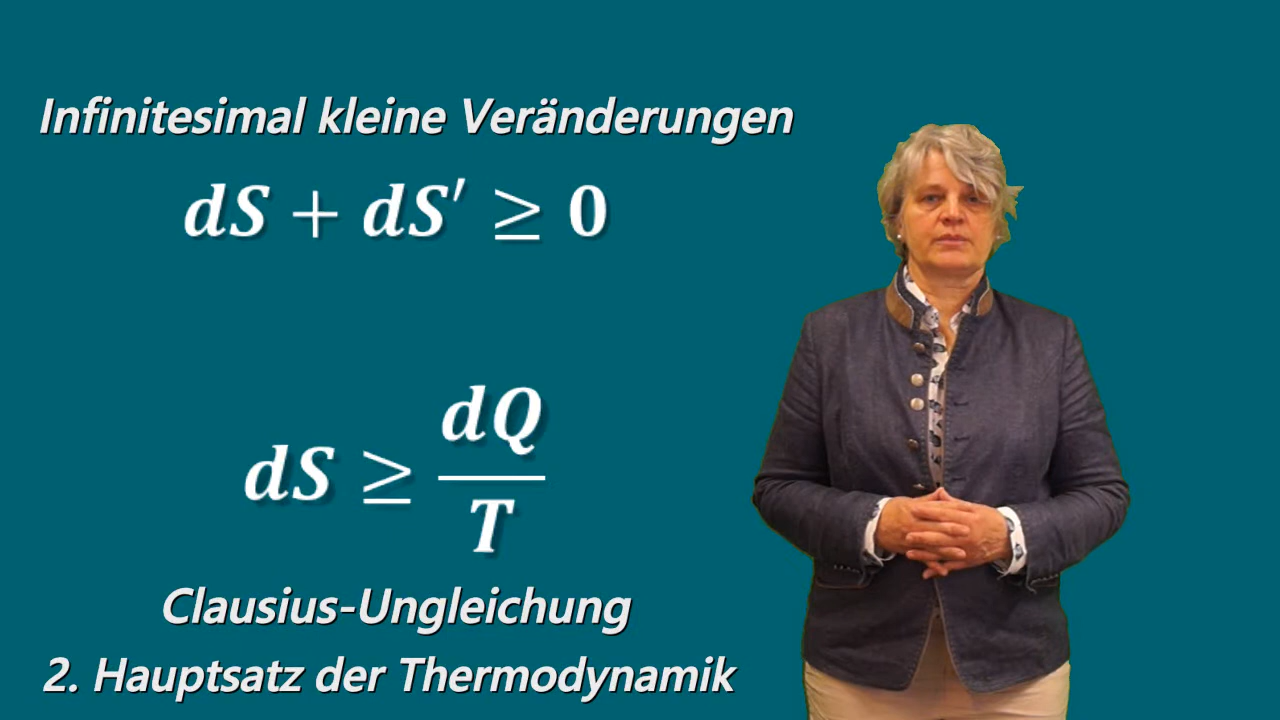 Infinitesimal kleine Veränderungen
dS + dS′ ≥ 0
dS ≥ dQ/T
Clausius-Ungleichung
2. Hauptsatz der Thermodynamik